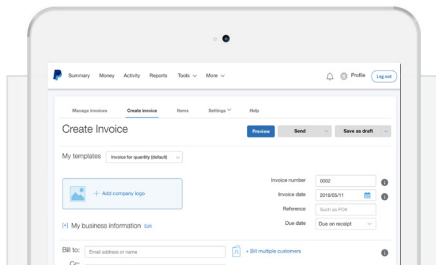 Summary Money Activity Reports Tools More Profile Log out
Manage invoices Create invoice Items Settings Help
Create Invoice Preview Send Save as draft
My templates Invoice for quantity (default)
Invoice number 0002
+ Add company logo
Invoice date 2018/05/11
Reference Such as PO#
[+] My business information Edit
Due date Due on receipt
Bill to: Email address or name + Bill multiple customers
Cc: